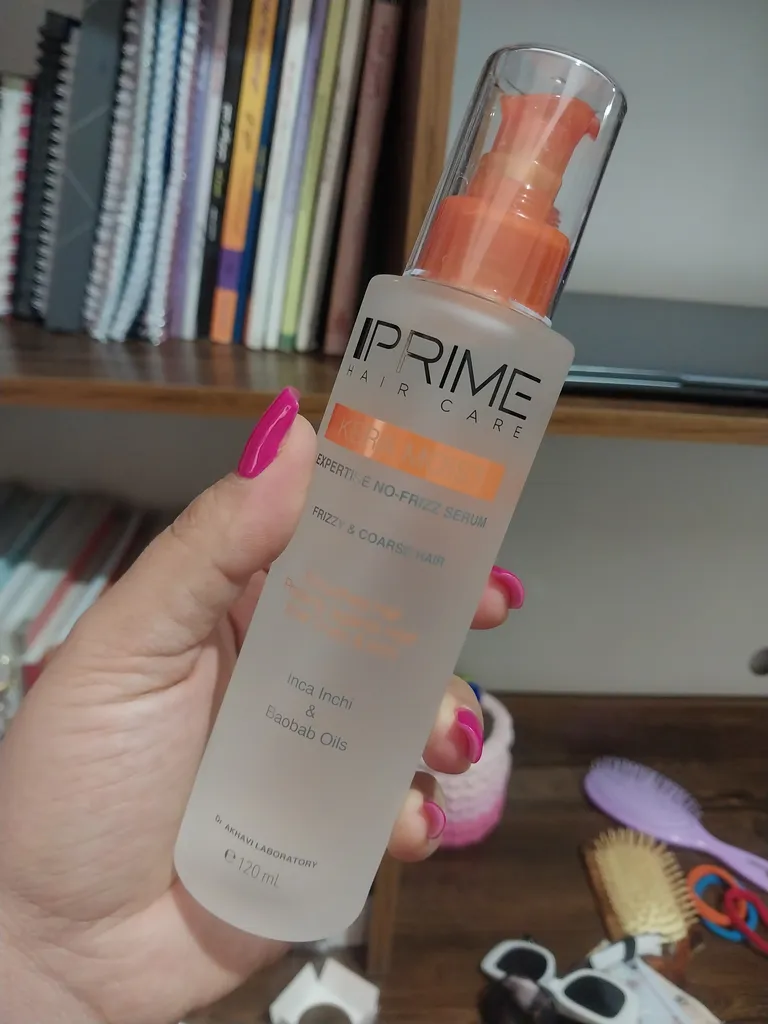 PRIME
HAIR CARE
EXPERTISE NO-FRIZZ SERUM
FRIZZY & COARSE HAIR
Inca Inchi
&
Baobab Oils
Dr AKHAVI LABORATORY
℮ 120 mL